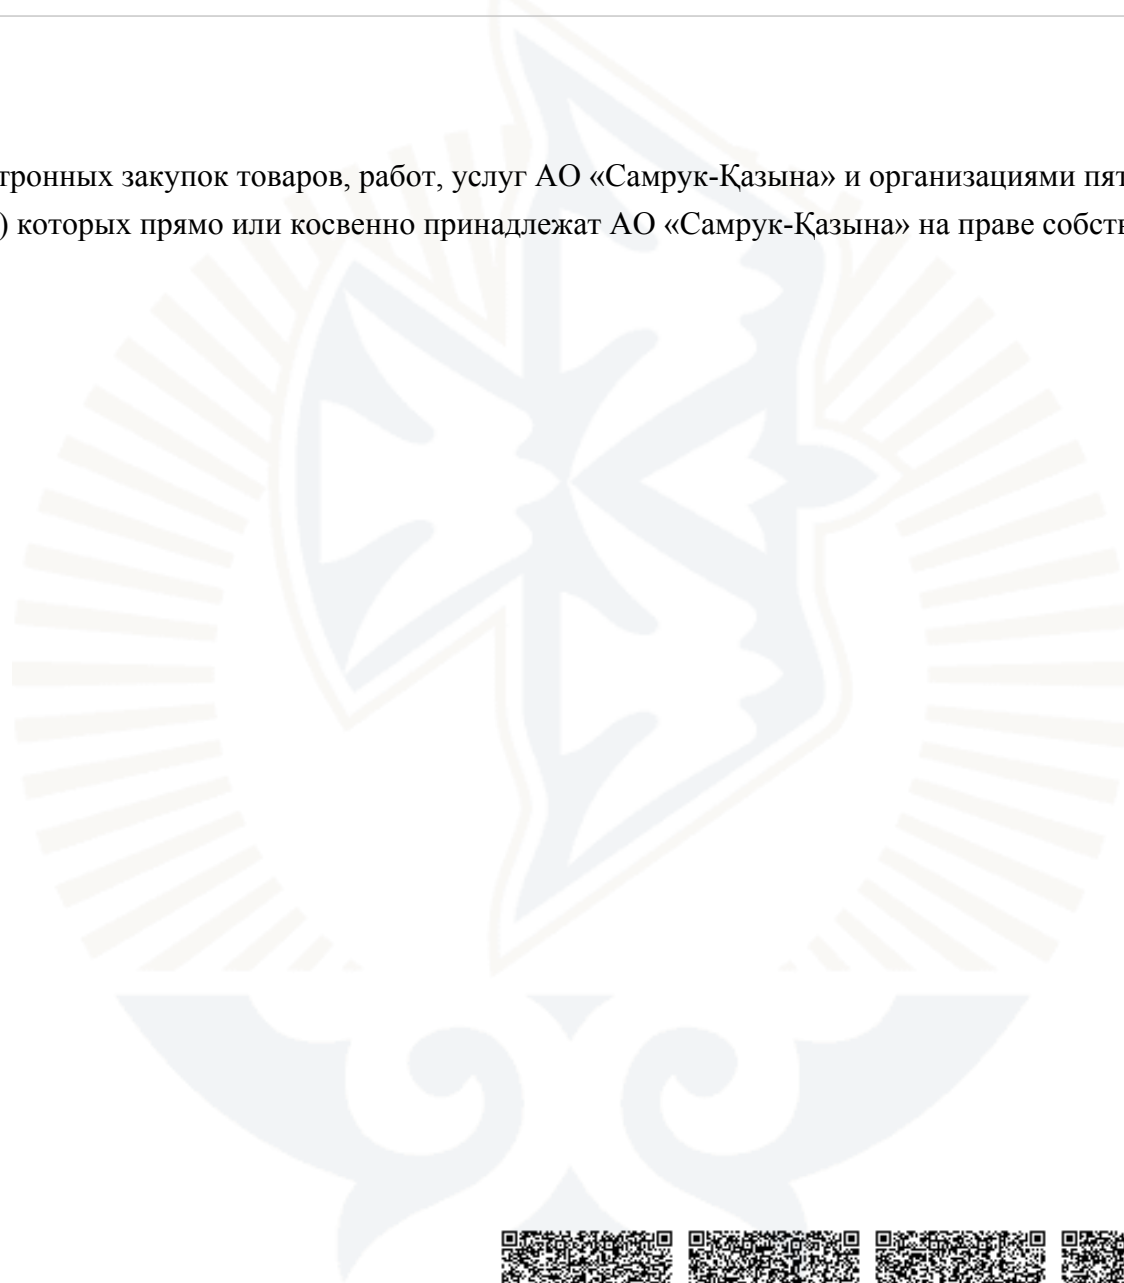 тронных закупок товаров, работ, услуг АО «Самрук-Қазына» и организациями пят
) которых прямо или косвенно принадлежат АО «Самрук-Қазына» на праве собств